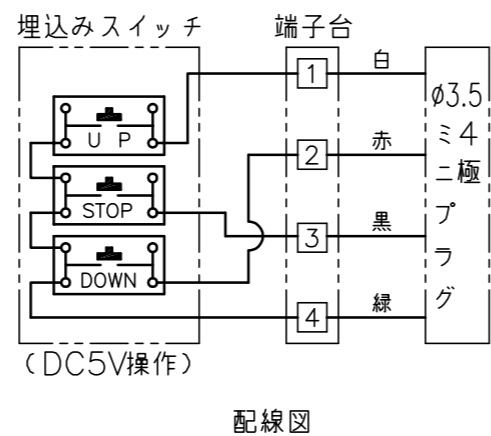 埋込みスイッチ
端子台
UP
STOP
DOWN
(DC5V操作)
1
2
3
4
白
赤
黒
緑
φ3.5
ミニプラグ
4極
配線図